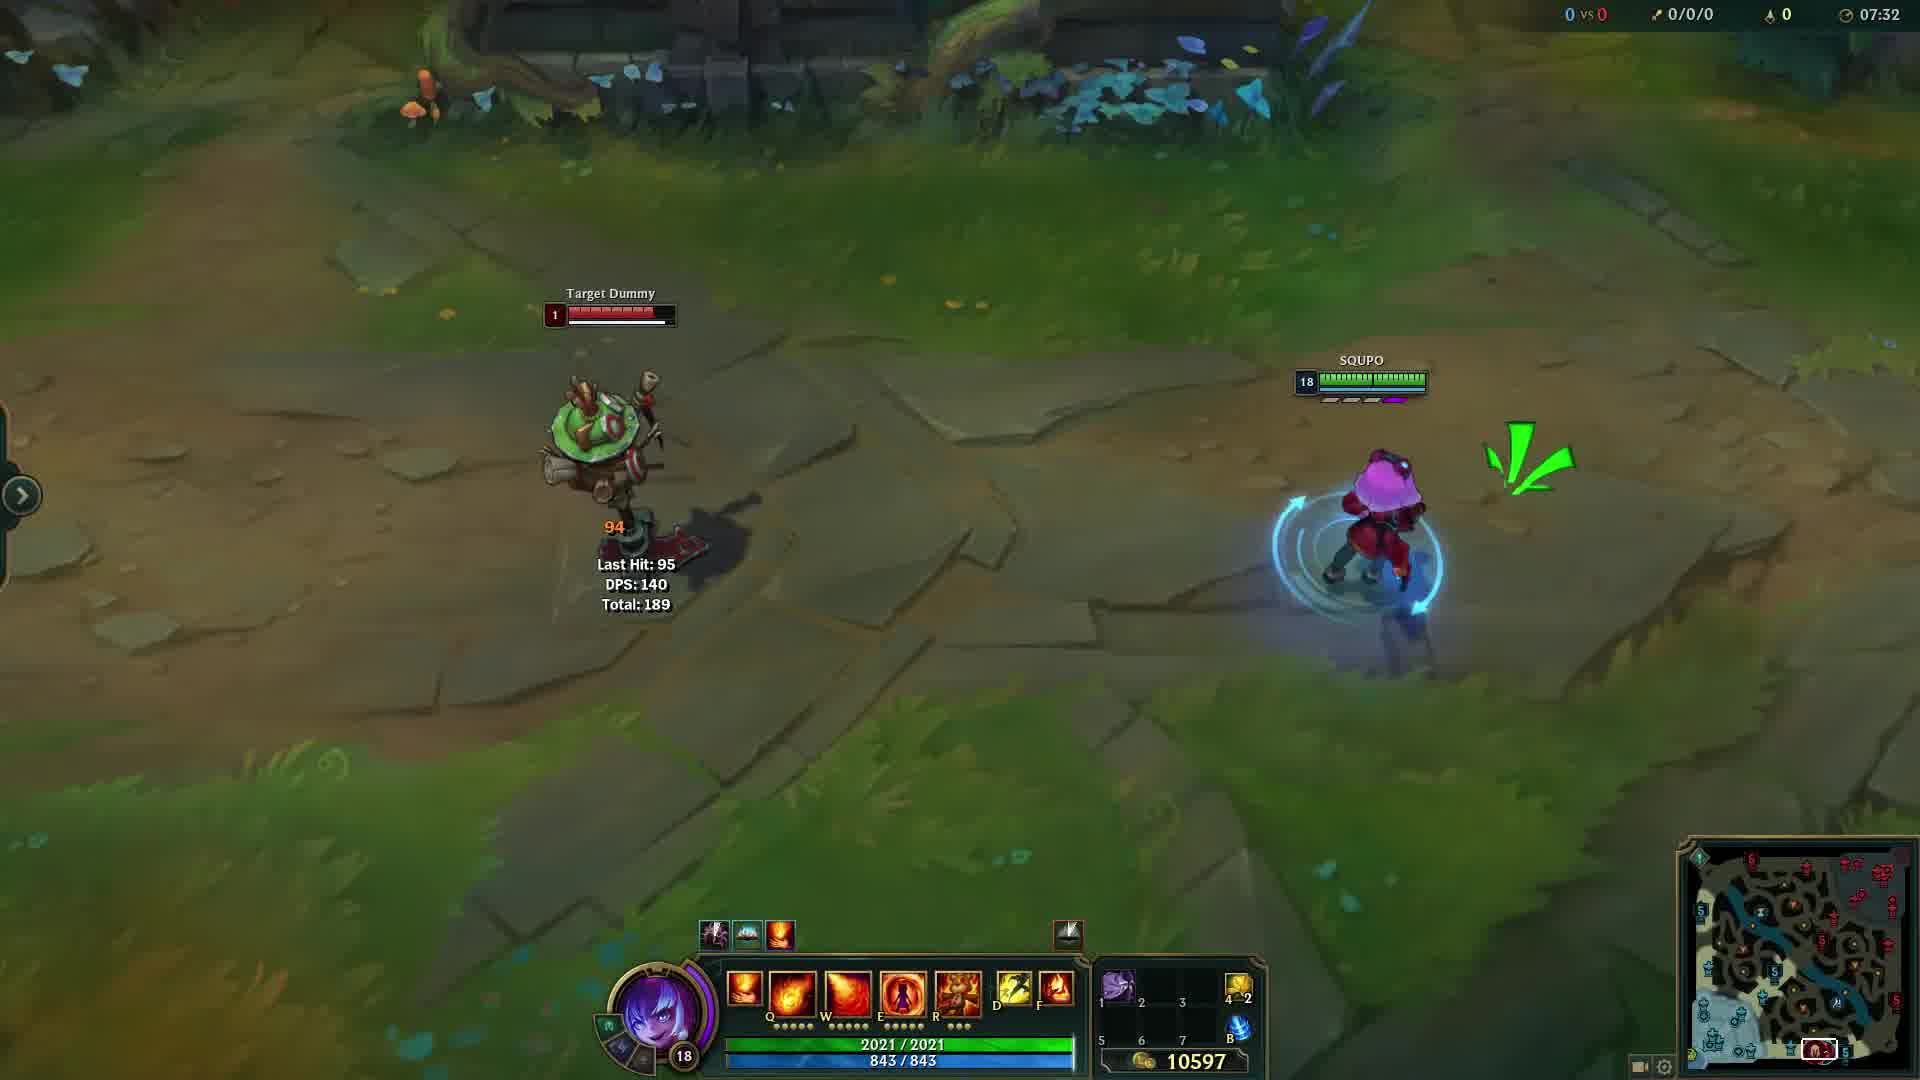 0 vs 0 0/0/0 0 07:32
Target Dummy
1
SQUPO
18
94
Last Hit: 95
DPS: 140
Total: 189
Q W E R D F
1 2 3 4 2
5 6 7 B
18
2021 / 2021
843 / 843
10597
S
S
S
S
S
S
S